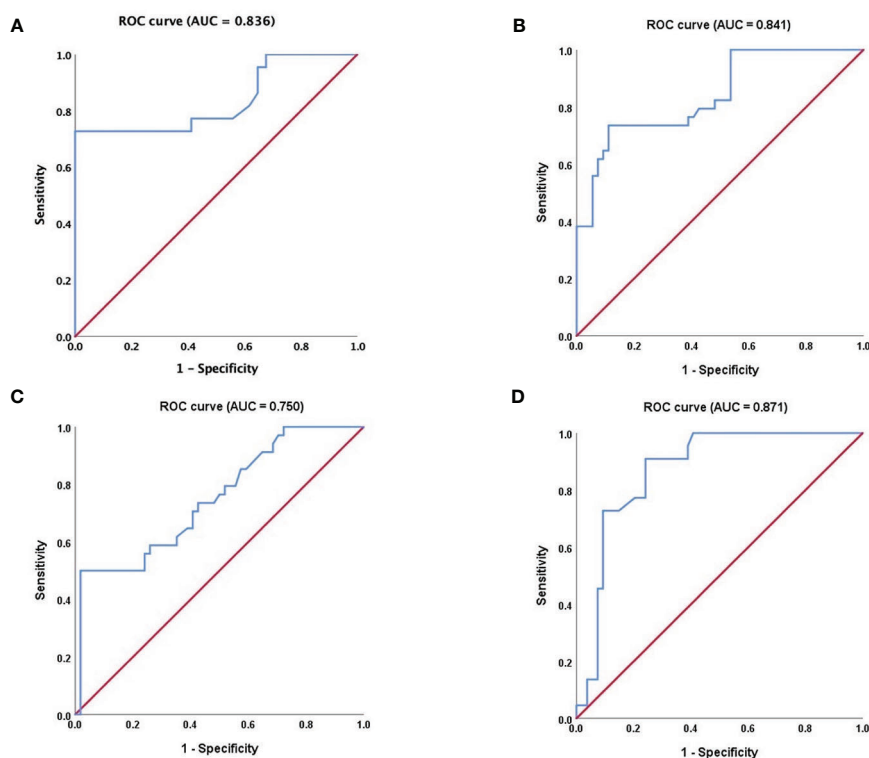 A
ROC curve (AUC = 0.836)
1.0
0.8
0.6
0.4
0.2
0.0
Sensitivity
0.0 0.2 0.4 0.6 0.8 1.0
1 – Specificity
B
ROC curve (AUC = 0.841)
1.0
0.8
0.6
0.4
0.2
0.0
Sensitivity
0.0 0.2 0.4 0.6 0.8 1.0
1 - Specificity
C
ROC curve (AUC = 0.750)
1.0
0.8
0.6
0.4
0.2
0.0
Sensitivity
0.0 0.2 0.4 0.6 0.8 1.0
1 - Specificity
D
ROC curve (AUC = 0.871)
1.0
0.8
0.6
0.4
0.2
0.0
Sensitivity
0.0 0.2 0.4 0.6 0.8 1.0
1 - Specificity